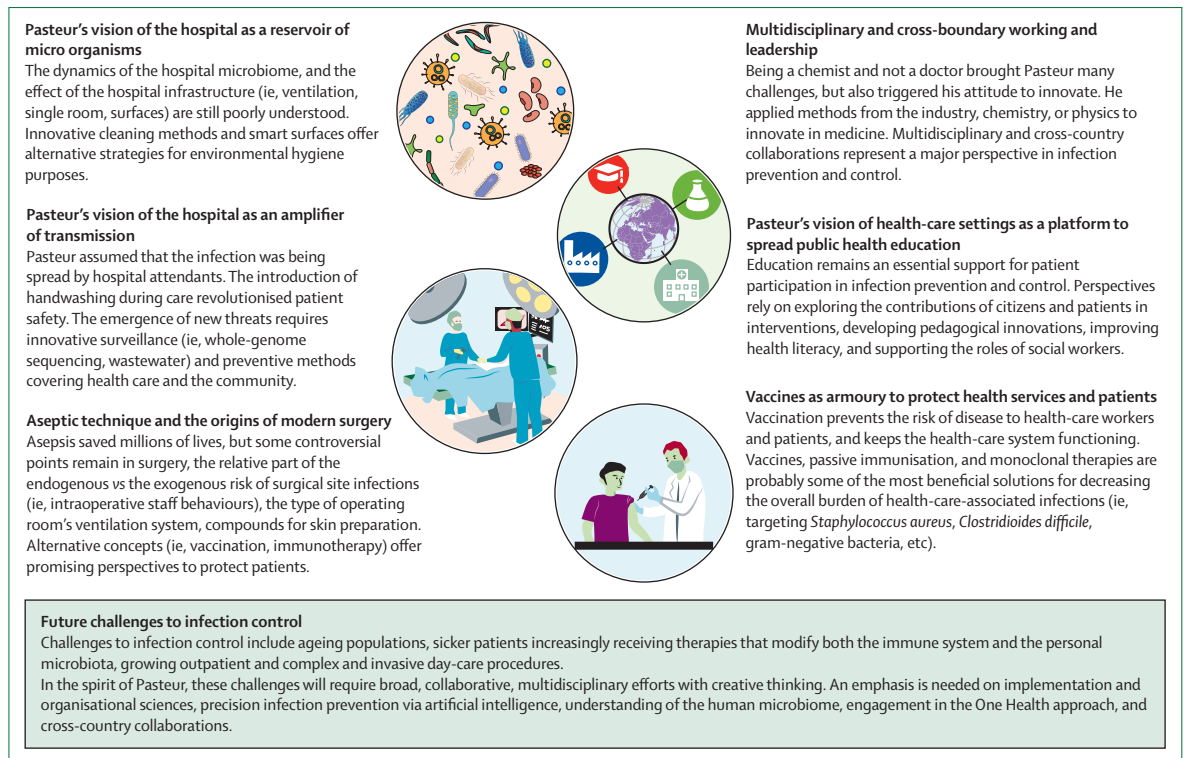 Pasteur's vision of the hospital as a reservoir of
micro organisms
The dynamics of the hospital microbiome, and the
effect of the hospital infrastructure (ie, ventilation,
single room, surfaces) are still poorly understood.
Innovative cleaning methods and smart surfaces offer
alternative strategies for environmental hygiene
purposes.
Pasteur's vision of the hospital as an amplifier
of transmission
Pasteur assumed that the infection was being
spread by hospital attendants. The introduction of
handwashing during care revolutionised patient
safety. The emergence of new threats requires
innovative surveillance (ie, whole-genome
sequencing, wastewater) and preventive methods
covering health care and the community.
Aseptic technique and the origins of modern surgery
Asepsis saved millions of lives, but some controversial
points remain in surgery, the relative part of the
endogenous vs the exogenous risk of surgical site infections
(ie, intraoperative staff behaviours), the type of operating
room's ventilation system, compounds for skin preparation.
Alternative concepts (ie, vaccination, immunotherapy) offer
promising perspectives to protect patients.
Multidisciplinary and cross-boundary working and
leadership
Being a chemist and not a doctor brought Pasteur many
challenges, but also triggered his attitude to innovate. He
applied methods from the industry, chemistry, or physics to
innovate in medicine. Multidisciplinary and cross-country
collaborations represent a major perspective in infection
prevention and control.
Pasteur's vision of health-care settings as a platform to
spread public health education
Education remains an essential support for patient
participation in infection prevention and control. Perspectives
rely on exploring the contributions of citizens and patients in
interventions, developing pedagogical innovations, improving
health literacy, and supporting the roles of social workers.
Vaccines as armoury to protect health services and patients
Vaccination prevents the risk of disease to health-care workers
and patients, and keeps the health-care system functioning.
Vaccines, passive immunisation, and monoclonal therapies are
probably some of the most beneficial solutions for decreasing
the overall burden of health-care-associated infections (ie,
targeting Staphylococcus aureus, Clostridioides difficile,
gram-negative bacteria, etc).
Future challenges to infection control
Challenges to infection control include ageing populations, sicker patients increasingly receiving therapies that modify both the immune system and the personal
microbiota, growing outpatient and complex and invasive day-care procedures.
In the spirit of Pasteur, these challenges will require broad, collaborative, multidisciplinary efforts with creative thinking. An emphasis is needed on implementation and
organisational sciences, precision infection prevention via artificial intelligence, understanding of the human microbiome, engagement in the One Health approach, and
cross-country collaborations.